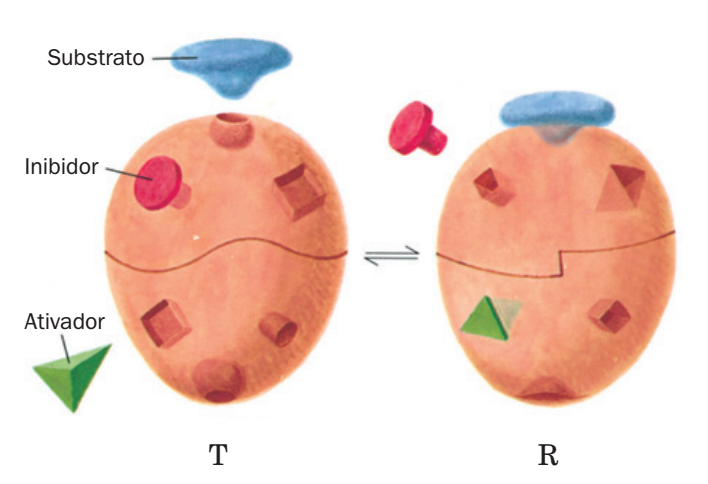 Substrato
Inibidor
Ativador
T
R